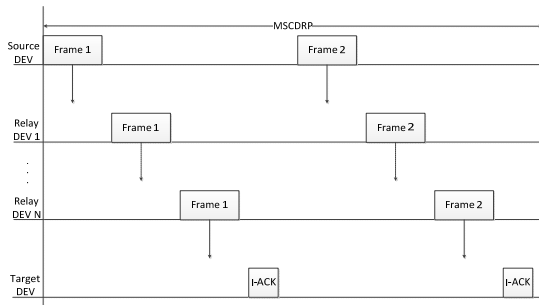 MSCDRP
Source
DEV
Frame 1
Frame 2
Relay
DEV 1
Frame 1
Frame 2
Relay
DEV N
Frame 1
Frame 2
Target
DEV
I-ACK
I-ACK